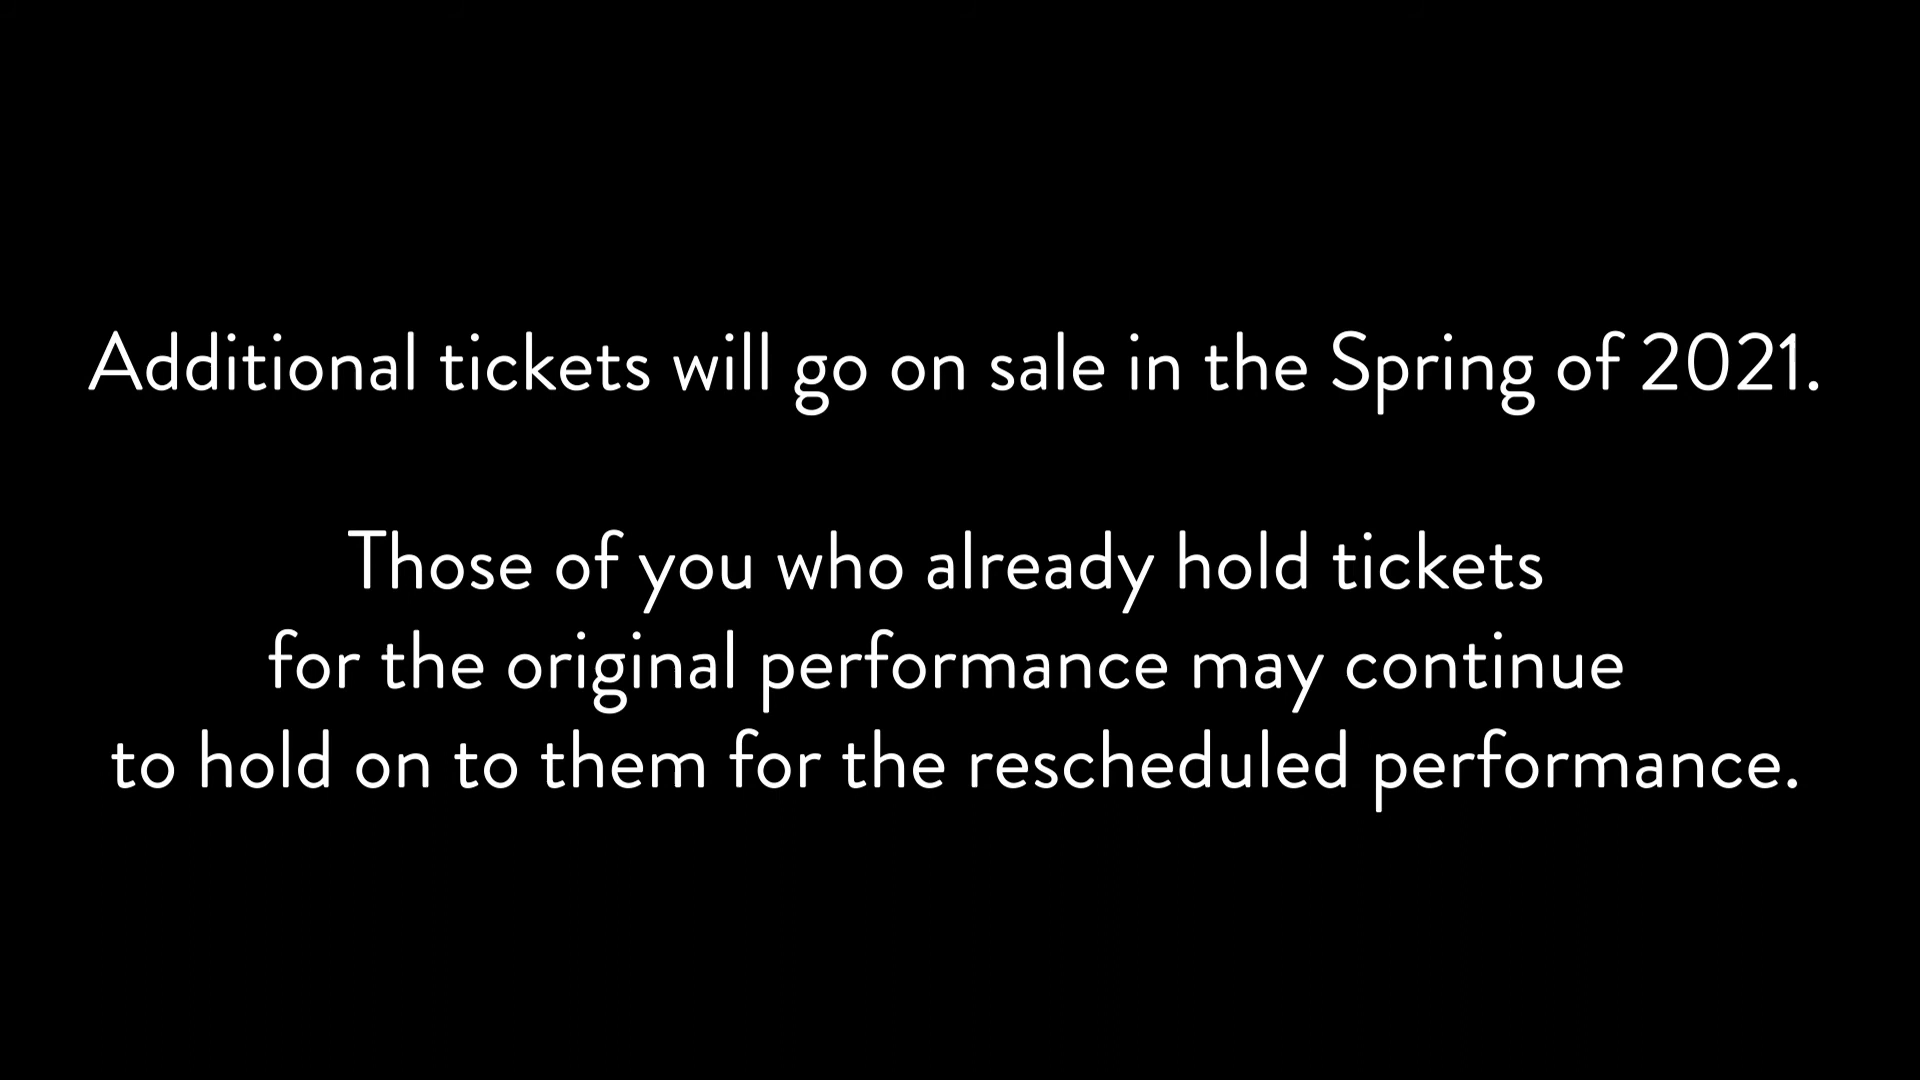 Additional tickets will go on sale in the Spring of 2021.
Those of you who already hold tickets
for the original performance may continue
to hold on to them for the rescheduled performance.